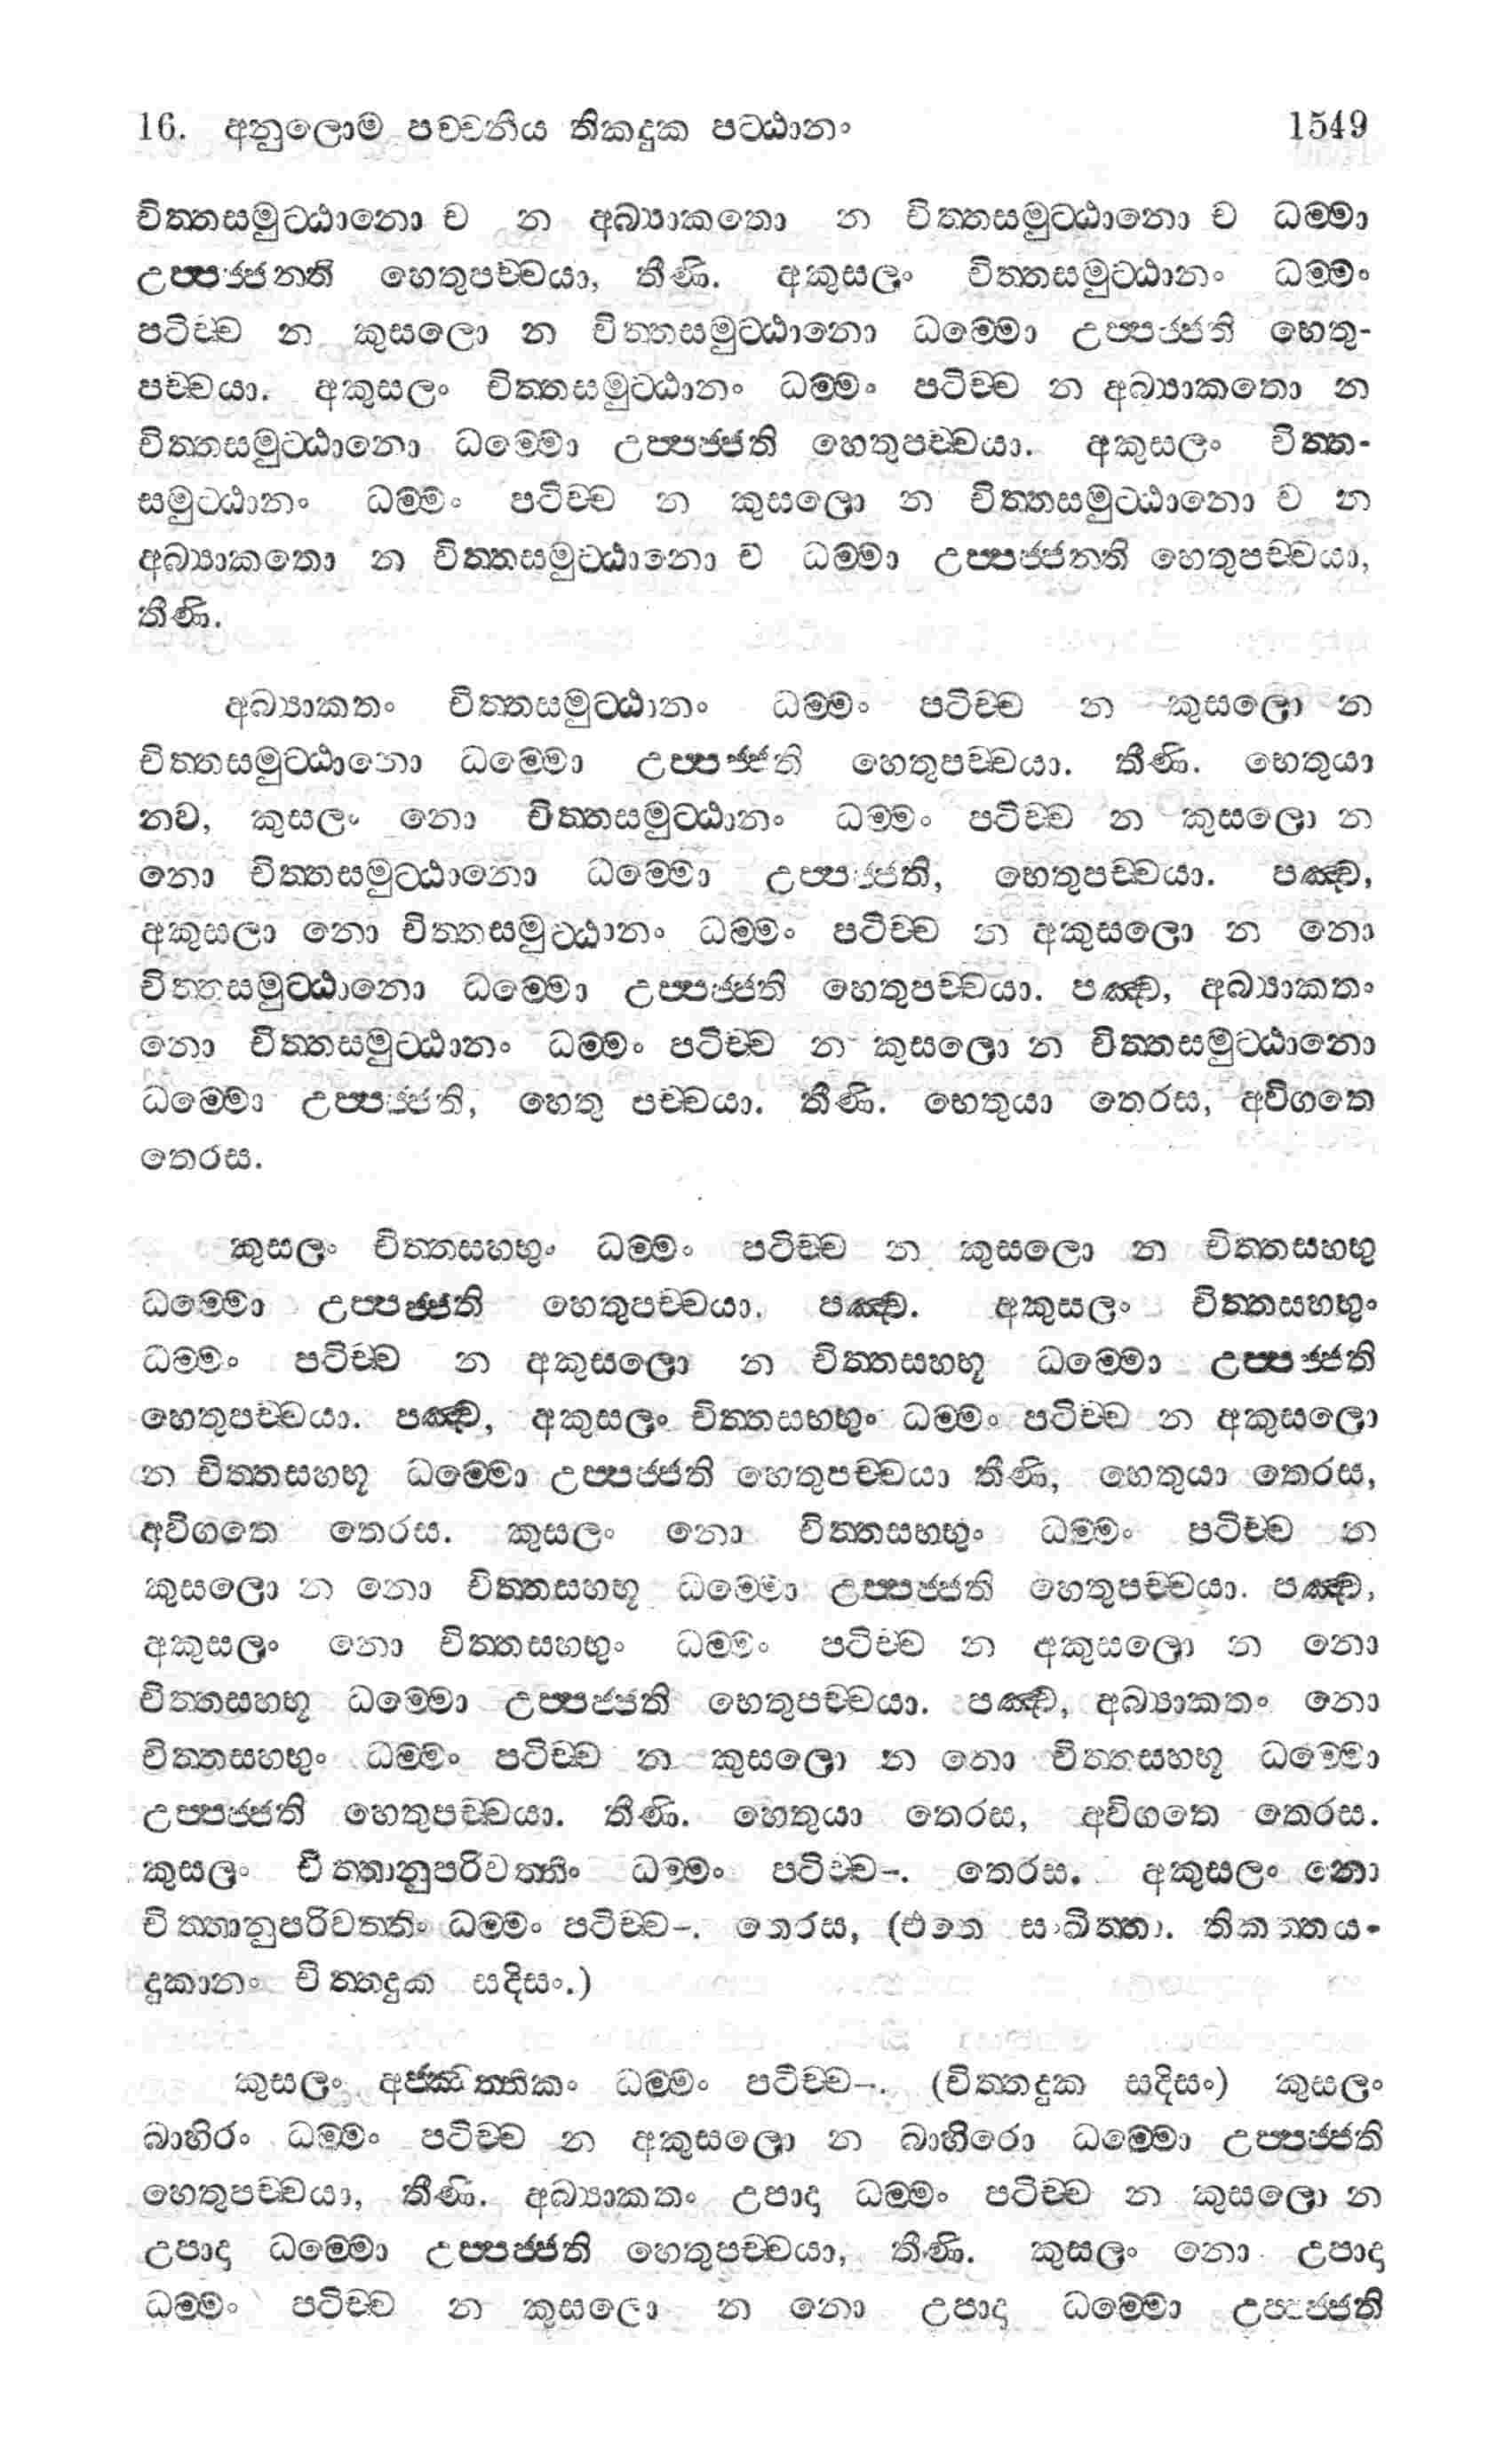 16. අනුලොම පච්චනීය තිකදුක පට්ඨානං 1549
චිත්තසමුට්ඨානො ච න අබ්‍යාකතො න චිත්තසමුට්ඨානො ච ධම්මා
උප්පජ්ජන්ති හෙතුපච්චයා, තීණි. අකුසලං චිත්තසමුට්ඨානං ධම්මං
පටිච්ච න කුසලො න චිත්තසමුට්ඨානො ධම්මො උප්පජ්ජති හෙතු-
පච්චයා. අකුසලං චිත්තසමුට්ඨානං ධම්මං පටිච්ච න අබ්‍යාකතො න
චිත්තසමුට්ඨානො ධම්මො උප්පජ්ජති හෙතුපච්චයා. අකුසලං චිත්ත-
සමුට්ඨානං ධම්මං පටිච්ච න කුසලො න චිත්තසමුට්ඨානො ච න
අබ්‍යාකතො න චිත්තසමුට්ඨානො ච ධම්මා උප්පජ්ජන්ති හෙතුපච්චයා,
තීණි.
අබ්‍යාකතං චිත්තසමුට්ඨානං ධම්මං පටිච්ච න කුසලො න
චිත්තසමුට්ඨානො ධම්මො උප්පජ්ජති හෙතුපච්චයා. තීණි. හෙතුයා
නව, කුසලං නො චිත්තසමුට්ඨානං ධම්මං පටිච්ච න කුසලො න
නො චිත්තසමුට්ඨානො ධම්මො උප්පජ්ජති, හෙතුපච්චයා. පඤ්ච,
අකුසලා නො චිත්තසමුට්ඨානං ධම්මං පටිච්ච න අකුසලො න නො
චිත්තසමුට්ඨානො ධම්මො උප්පජ්ජති හෙතුපච්චයා. පඤ්ච, අබ්‍යාකතං
නො චිත්තසමුට්ඨානං ධම්මං පටිච්ච න කුසලො න චිත්තසමුට්ඨානො
ධම්මො උප්පජ්ජති, හෙතු පච්චයා. තීණි. හෙතුයා තෙරස, අවිගතෙ
තෙරස.
කුසලං චිත්තසහභුං ධම්මං පටිච්ච න කුසලො න චිත්තසහභු
ධම්මො උප්පජ්ජති හෙතුපච්චයා. පඤ්ච. අකුසලං චිත්තසහභුං
ධම්මං පටිච්ච න අකුසලො න චිත්තසහභූ ධම්මො උප්පජ්ජති
හෙතුපච්චයා. පඤ්ච, අකුසලං චිත්තසහභුං ධම්මං පටිච්ච න අකුසලො
න චිත්තසහභූ ධම්මො උප්පජ්ජති හෙතුපච්චයා තීණි, හෙතුයා තෙරස,
අවිගතෙ තෙරස. කුසලං නො චිත්තසහභුං ධම්මං පටිච්ච න
කුසලො න නො චිත්තසහභූ ධම්මො උප්පජ්ජති හෙතුපච්චයා. පඤ්ච,
අකුසලං නො චිත්තසහභුං ධම්මං පටිච්ච න අකුසලො න නො
චිත්තසහභූ ධම්මො උප්පජ්ජති හෙතුපච්චයා. පඤ්ච, අබ්‍යාකතං නො
චිත්තසහභුං ධම්මං පටිච්ච න කුසලො න නො චිත්තසහභූ ධම්මො
උප්පජ්ජති හෙතුපච්චයා. තීණි. හෙතුයා තෙරස, අවිගතෙ තෙරස.
කුසලං චිත්තානුපරිවත්තිං ධම්මං පටිච්ච–. තෙරස. අකුසලං නො
චිත්තානුපරිවත්තිං ධම්මං පටිච්ච–. තෙරස, (එතෙ සංඛිත්තා. තිකත්තය-
දුකානං චිත්තදුක සදිසං.)
කුසලං අජ්ඣත්තිකං ධම්මං පටිච්ච–. (චිත්තදුක සදිසං) කුසලං
බාහිරං ධම්මං පටිච්ච න අකුසලො න බාහිරො ධම්මො උප්පජ්ජති
හෙතුපච්චයා, තීණි. අබ්‍යාකතං උපාදා ධම්මං පටිච්ච න කුසලො න
උපාදා ධම්මො උප්පජ්ජති හෙතුපච්චයා, තීණි. කුසලං නො උපාදා
ධම්මං පටිච්ච න කුසලො න නො උපාදා ධම්මො උප්පජ්ජති